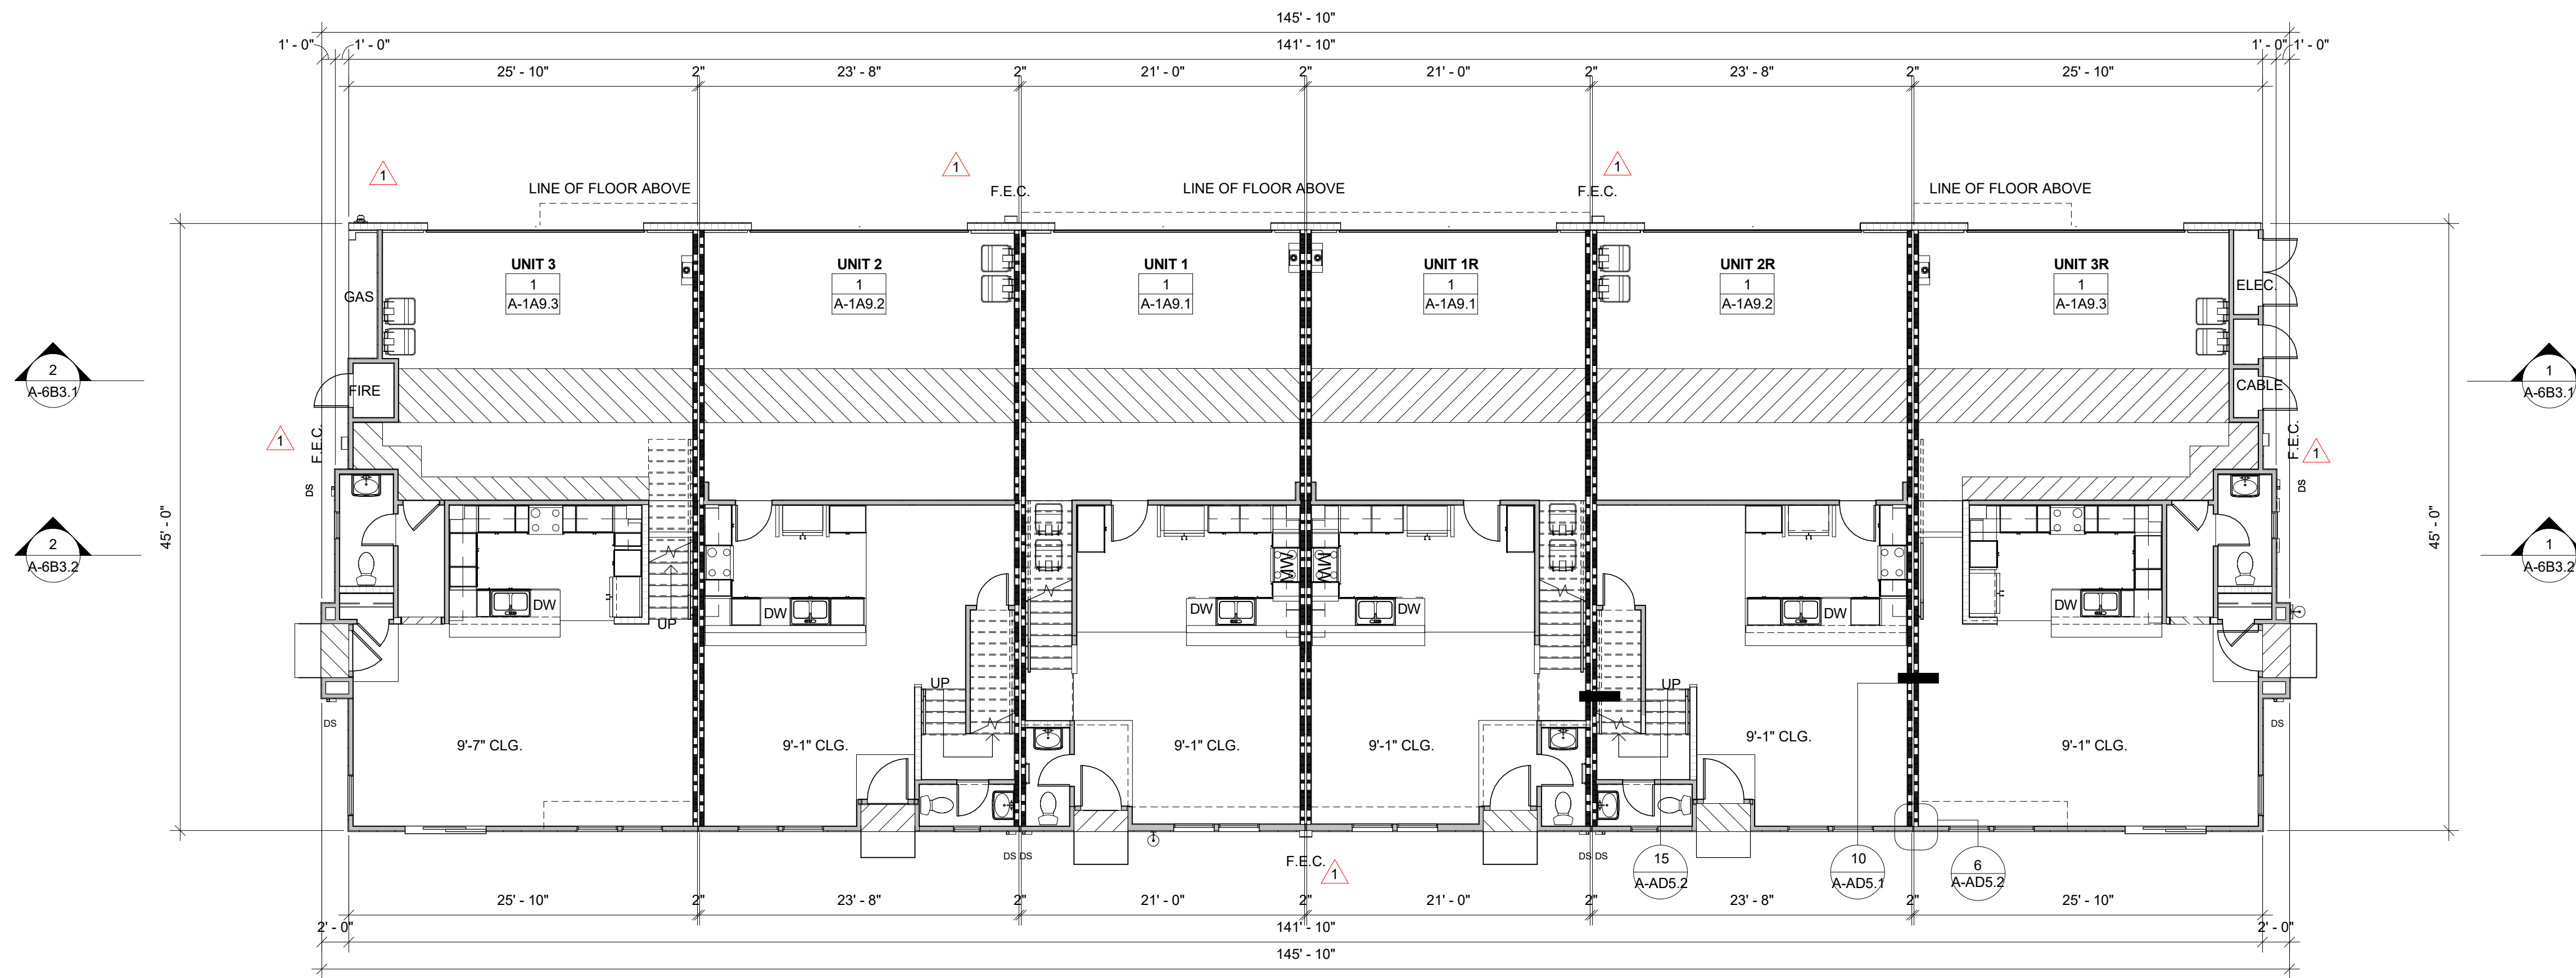 145' - 10"
1' - 0" 1' - 0" 141' - 10" 1' - 0" 1' - 0"
25' - 10" 2" 23' - 8" 2" 21' - 0" 2" 21' - 0" 2" 23' - 8" 2" 25' - 10"
1 1 1
LINE OF FLOOR ABOVE F.E.C. LINE OF FLOOR ABOVE F.E.C. LINE OF FLOOR ABOVE
UNIT 3 UNIT 2 UNIT 1 UNIT 1R UNIT 2R UNIT 3R
1 1 1 1 1 1
A-1A9.3 A-1A9.2 A-1A9.1 A-1A9.1 A-1A9.2 A-1A9.3
GAS ELEC.
2 1
A-6B3.1 A-6B3.1
FIRE CABLE
1 F.E.C. F.E.C. 1
DS DS
45' - 0" 45' - 0"
2 1
A-6B3.2 A-6B3.2
MW MW
DW DW DW DW DW DW
UP
UP UP
DS DS
9'-7" CLG. 9'-1" CLG. 9'-1" CLG. 9'-1" CLG. 9'-1" CLG. 9'-1" CLG.
DS DS DS DS
F.E.C. 1
15 10 6
A-AD5.2 A-AD5.1 A-AD5.2
25' - 10" 2" 23' - 8" 2" 21' - 0" 2" 21' - 0" 2" 23' - 8" 2" 25' - 10"
2' - 0" 141' - 10" 2' - 0"
145' - 10"